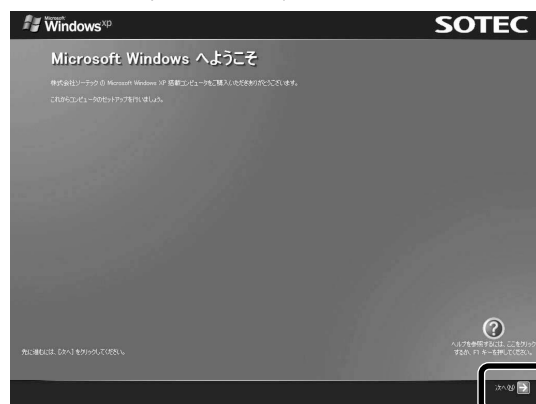 Microsoft
Windows xp
SOTEC
Microsoft Windows へようこそ
株式会社ソーテック の Microsoft Windows XP 搭載コンピュータをご購入いただきありがとうございます。
これからコンピュータのセットアップを行いましょう。
先に進むには、[次へ] をクリックしてください。
ヘルプを参照するには、ここをクリック
するか、F1 キーを押してください。
次へ(N)